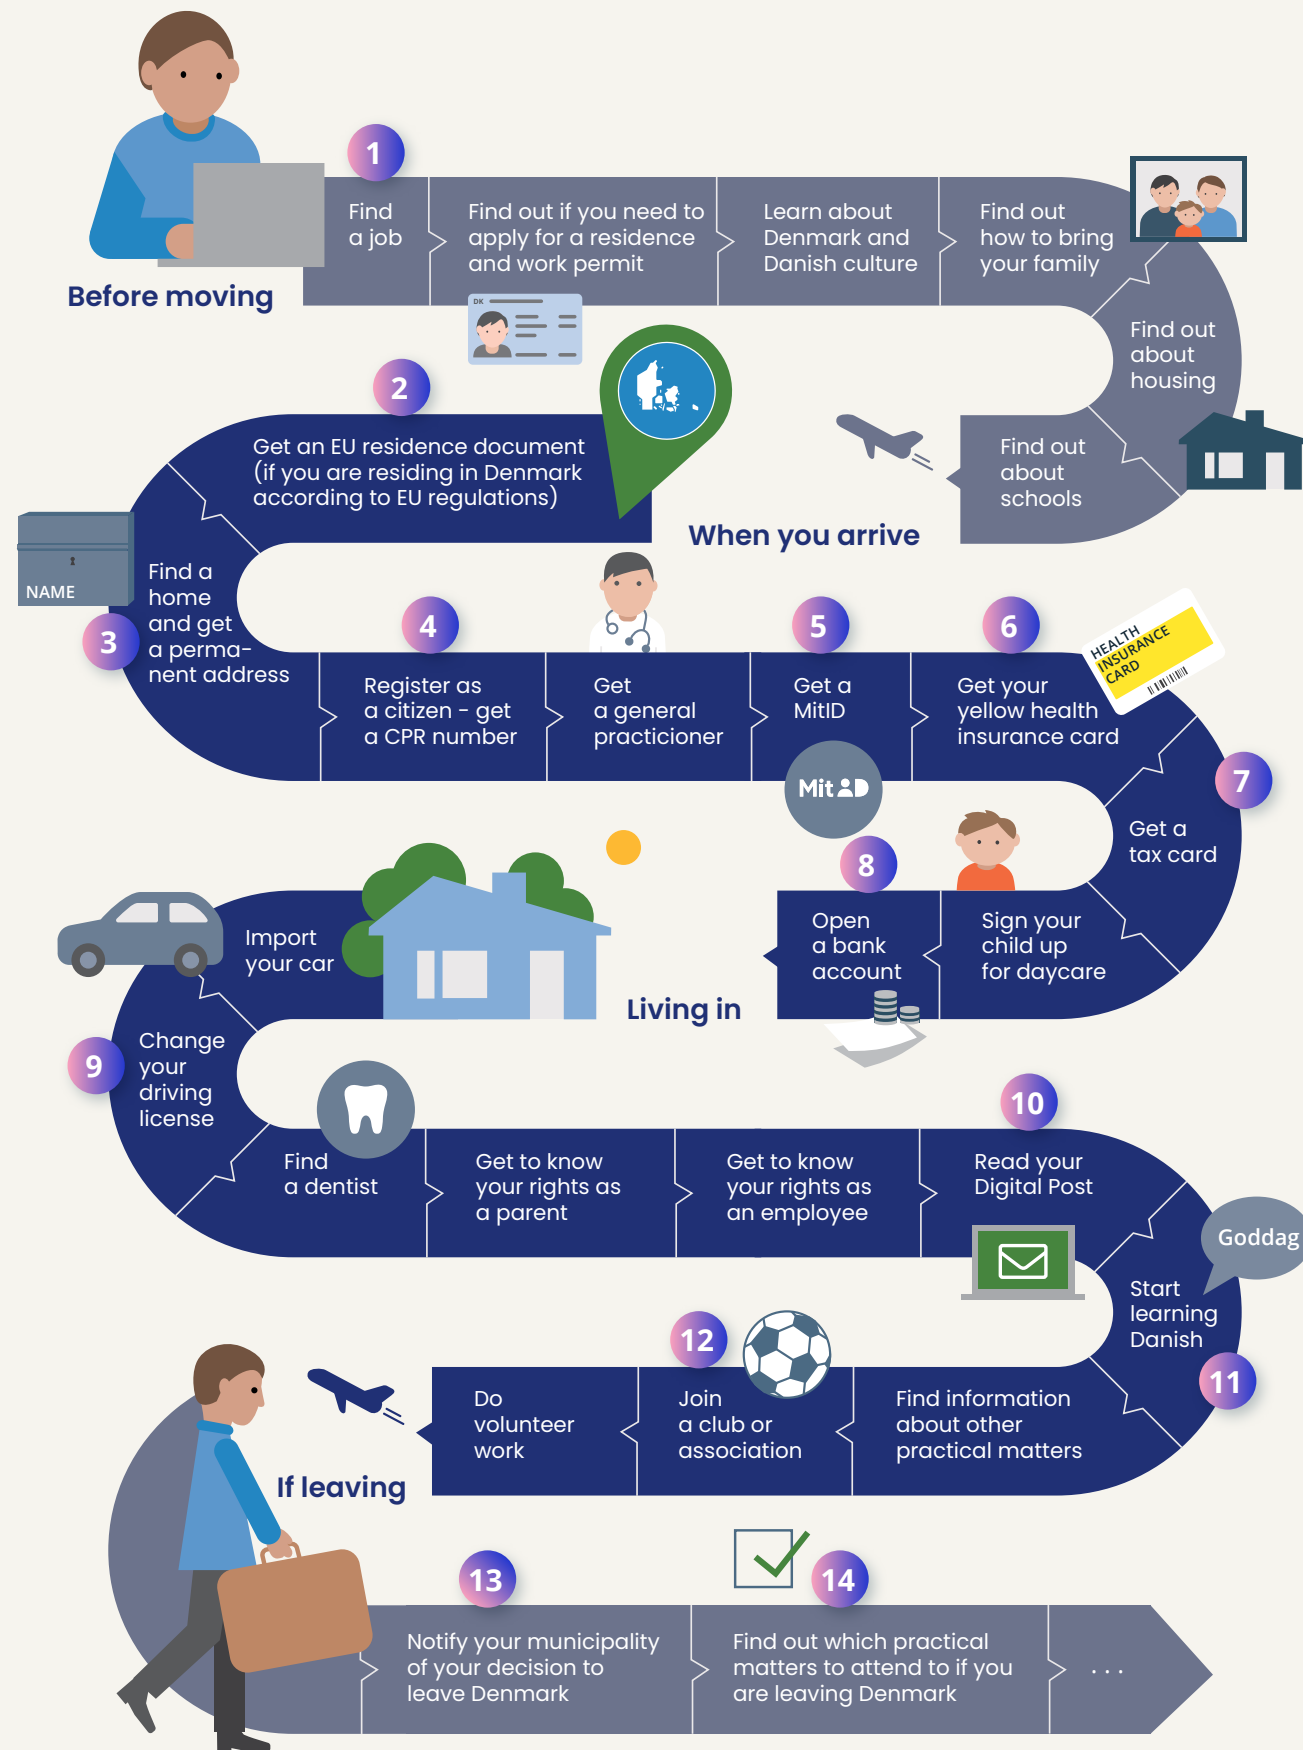 1
Find
a job
Find out if you need to
apply for a residence
and work permit
Learn about
Denmark and
Danish culture
Find out
how to bring
your family
Before moving
DK
Find out
about
housing
2
Get an EU residence document
(if you are residing in Denmark
according to EU regulations)
Find out
about
schools
When you arrive
NAME
3
Find a
home
and get
a perma-
nent address
4
Register as
a citizen - get
a CPR number
Get
a general
practicioner
5
Get a
MitID
Mit ID
6
Get your
yellow health
insurance card
HEALTH
INSURANCE
CARD
7
Get a
tax card
8
Open
a bank
account
Sign your
child up
for daycare
Living in
Import
your car
9
Change
your
driving
license
Find
a dentist
Get to know
your rights as
a parent
Get to know
your rights as
an employee
10
Read your
Digital Post
Goddag
Start
learning
Danish
11
12
Do
volunteer
work
Join
a club or
association
Find information
about other
practical matters
If leaving
13
Notify your municipality
of your decision to
leave Denmark
14
Find out which practical
matters to attend to if you
are leaving Denmark
...